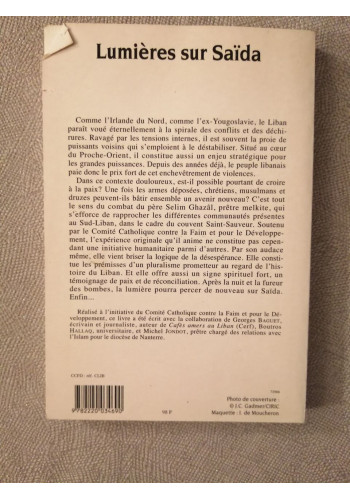 Lumières sur Saïda
Comme l'Irlande du Nord, comme l'ex-Yougoslavie, le Liban
paraît voué éternellement à la spirale des conflits et des déchi-
rures. Ravagé par les tensions internes, il est souvent la proie de
puissants voisins qui s'emploient à le déstabiliser. Situé au cœur
du Proche-Orient, il constitue aussi un enjeu stratégique pour
les grandes puissances. Depuis des années déjà, le peuple libanais
paie donc le prix fort de cet enchevêtrement de violences.
Dans ce contexte douloureux, est-il possible pourtant de croire
à la paix? Une fois les armes déposées, chrétiens, musulmans et
druzes peuvent-ils bâtir ensemble un avenir nouveau? C'est tout
le sens du combat du père Selim Ghazâl, prêtre melkite, qui
s'efforce de rapprocher les différentes communautés présentes
au Sud-Liban, dans le cadre du couvent Saint-Sauveur. Soutenu
par le Comité Catholique contre la Faim et pour le Développe-
ment, l'expérience originale qu'il anime ne constitue pas cepen-
dant une initiative humanitaire parmi d'autres. Par son audace
même, elle vient briser la logique de la désespérance. Elle consti-
tue les prémisses d'un pluralisme prometteur au regard de l'his-
toire du Liban. Et elle offre aussi un signe spirituel fort, un
témoignage de paix et de réconciliation. Après la nuit et la fureur
des bombes, la lumière pourra percer de nouveau sur Saïda.
Enfin...
Réalisé à l'initiative du Comité Catholique contre la Faim et pour le Dé-
veloppement, ce livre a été écrit avec la collaboration de Georges BAGUET,
écrivain et journaliste, auteur de Cafés amers au Liban (Cerf), Boutros
HALLAQ, universitaire, et Michel JONDOT, prêtre chargé des relations avec
l'Islam pour le diocèse de Nanterre.
9782220034690
98 F
Photo de couverture :
© J.C. Gadmer/CIRIC
Maquette : I. de Moucheron